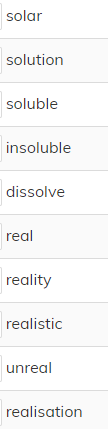 solar
solution
soluble
insoluble
dissolve
real
reality
realistic
unreal
realisation